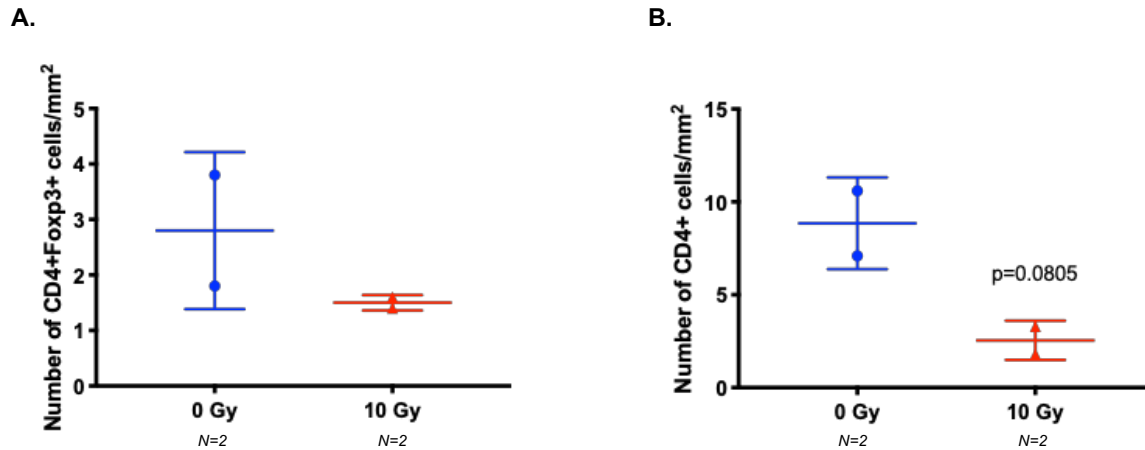 A.
Number of CD4+Foxp3+ cells/mm²
5
4
3
2
1
0
0 Gy
10 Gy
N=2
N=2
B.
Number of CD4+ cells/mm²
15
10
5
0
p=0.0805
0 Gy
10 Gy
N=2
N=2